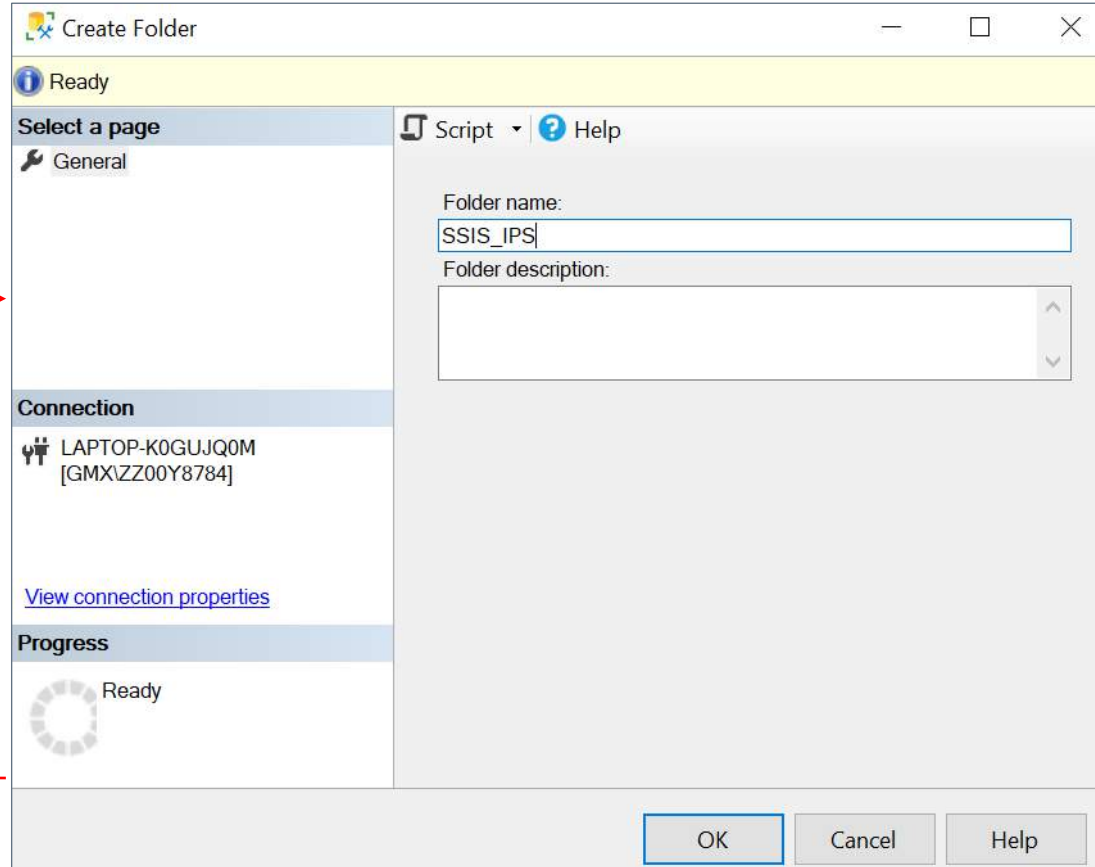 Create Folder
Ready
Select a page
General
Script
Help
Folder name:
SSIS_IPS
Folder description:
Connection
LAPTOP-K0GUJQ0M
[GMX\ZZ00Y8784]
View connection properties
Progress
Ready
OK
Cancel
Help